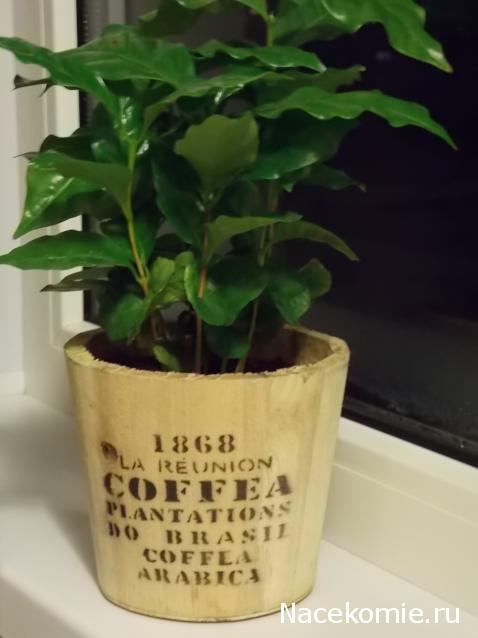 1868
LA RÉUNION
COFFEA
PLANTATIONS
DO BRASIL
COFFEA
ARABICA
Nacekomie.ru